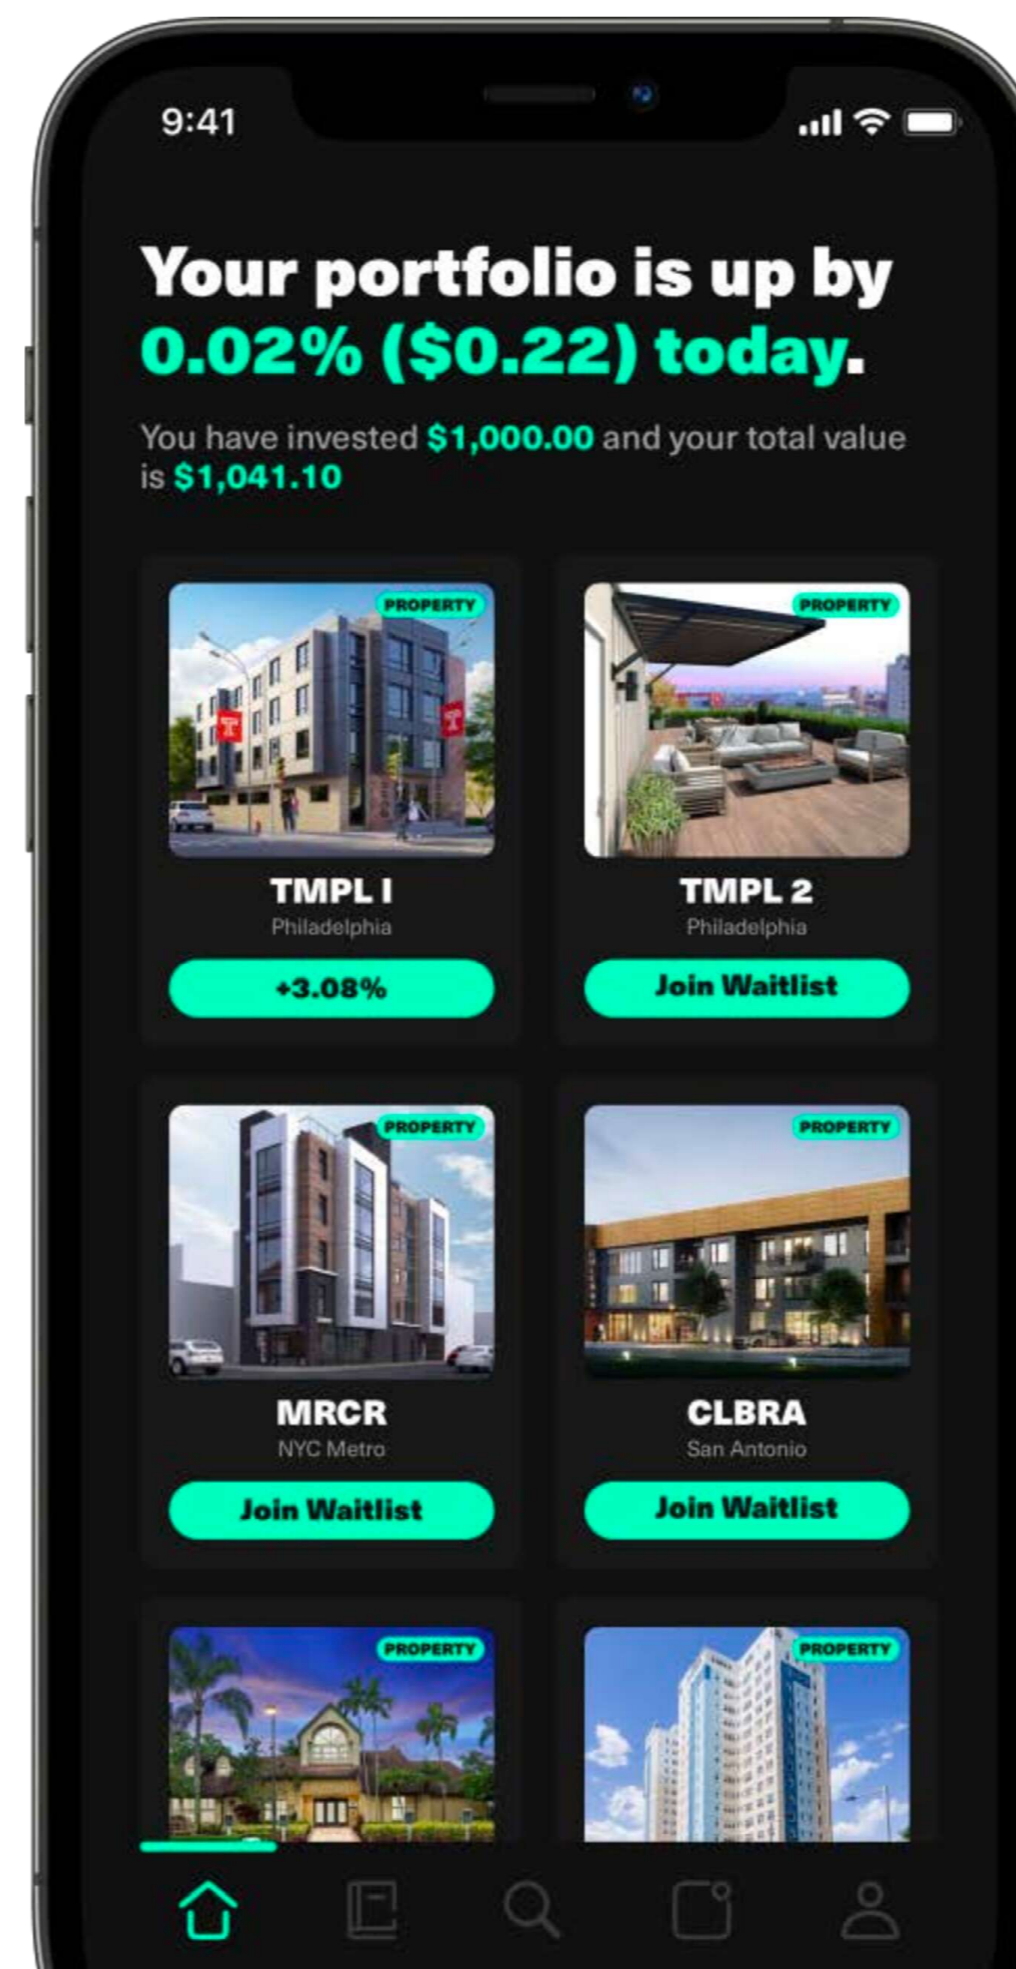 9:41
Your portfolio is up by
0.02% ($0.22) today.
You have invested $1,000.00 and your total value
is $1,041.10
PROPERTY
PROPERTY
T
T
TMPL I
Philadelphia
+3.08%
TMPL 2
Philadelphia
Join Waitlist
PROPERTY
PROPERTY
MRCR
NYC Metro
Join Waitlist
CLBRA
San Antonio
Join Waitlist
PROPERTY
PROPERTY